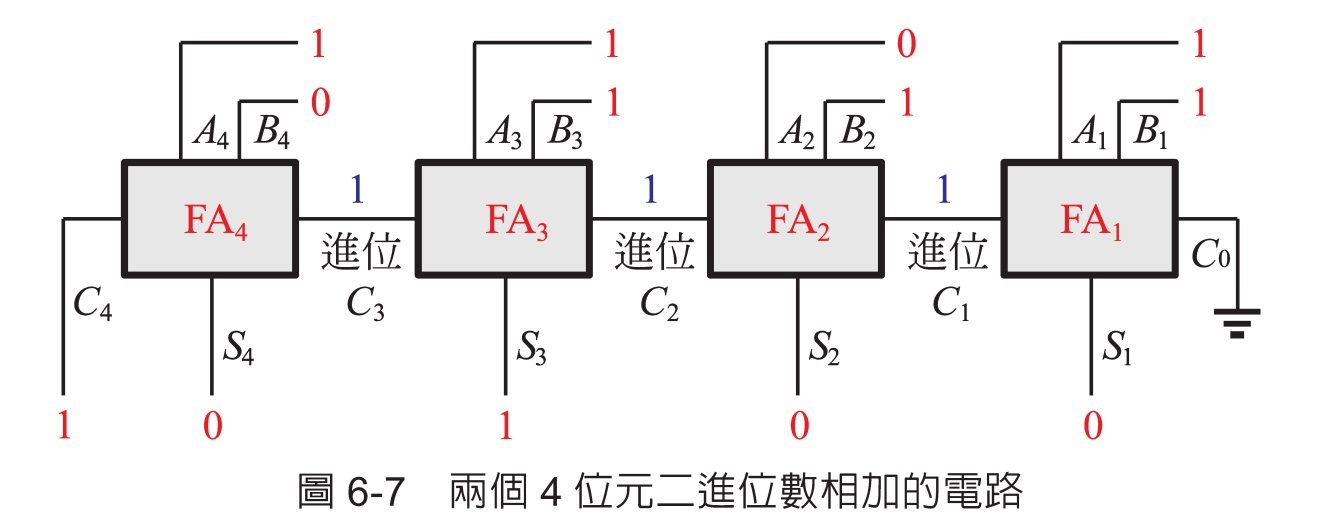 1 1 0 1
0 1 1 1
A4 B4 A3 B3 A2 B2 A1 B1
1 1 1
FA4 FA3 FA2 FA1
進位 進位 進位 C0
C4 C3 C2 C1
S4 S3 S2 S1
1 0 1 0 0
圖 6-7 兩個 4 位元二進位數相加的電路